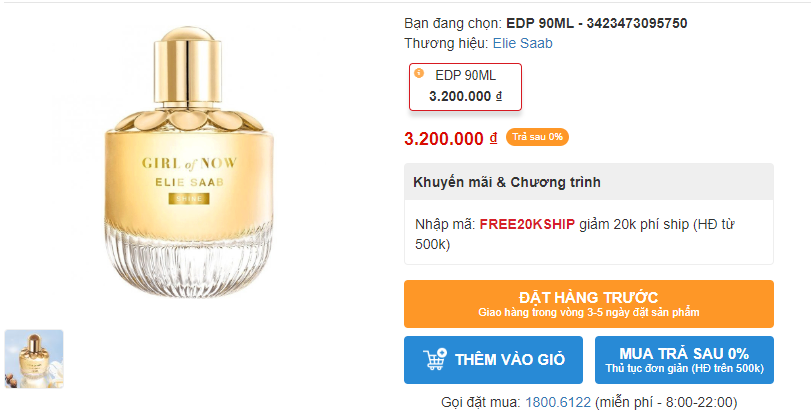 GIRL of NOW
ELIE SAAB
SHINE
Bạn đang chọn: EDP 90ML - 3423473095750
Thương hiệu: Elie Saab
EDP 90ML
3.200.000 ₫
3.200.000 ₫ Trả sau 0%
Khuyến mãi & Chương trình
Nhập mã: FREE20KSHIP giảm 20k phí ship (HĐ từ
500k)
ĐẶT HÀNG TRƯỚC
Giao hàng trong vòng 3-5 ngày đặt sản phẩm
THÊM VÀO GIỎ
MUA TRẢ SAU 0%
Thủ tục đơn giản (HĐ trên 500k)
Gọi đặt mua: 1800.6122 (miễn phí - 8:00-22:00)